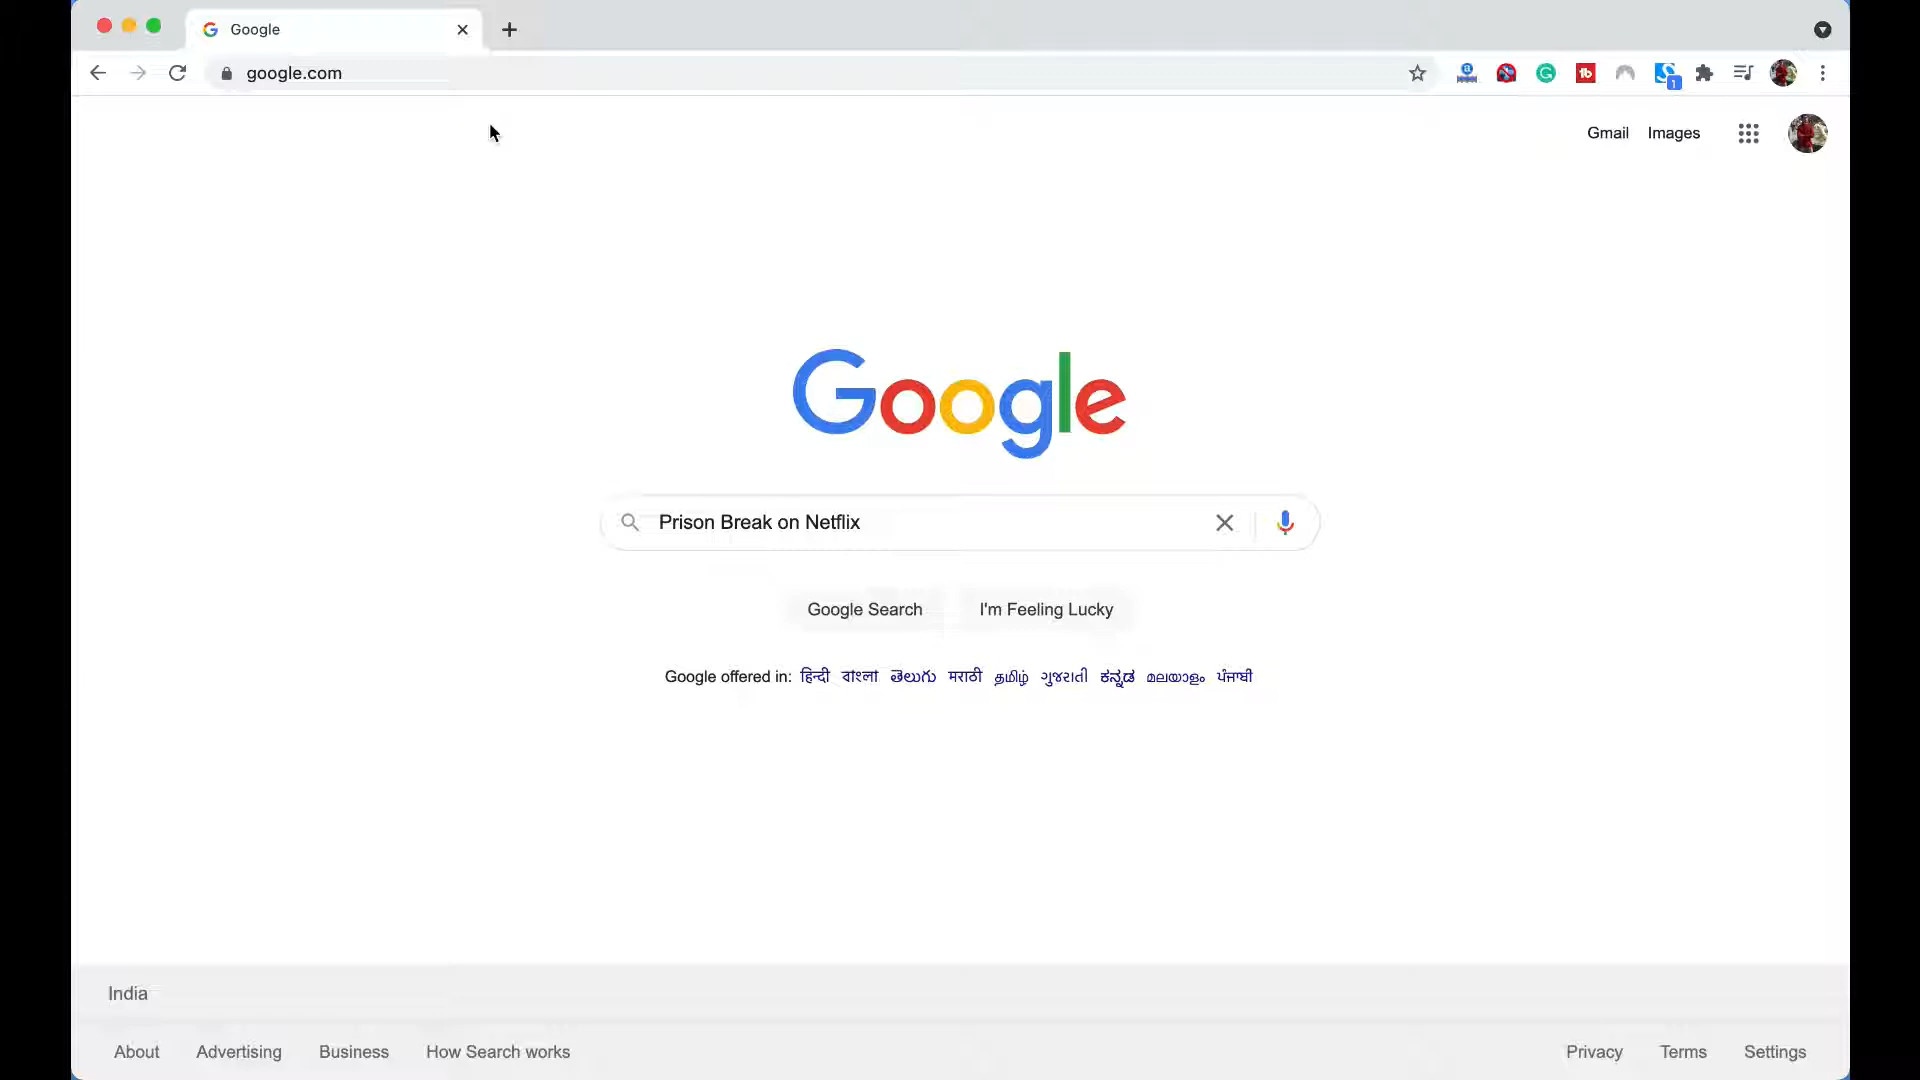 Google
google.com
1
Gmail Images
Google
Prison Break on Netflix
Google Search I'm Feeling Lucky
Google offered in: हिन्दी বাংলা తెలుగు मराठी தமிழ் ગુજરાતી ಕನ್ನಡ മലയാളം ਪੰਜਾਬੀ
India
About Advertising Business How Search works Privacy Terms Settings